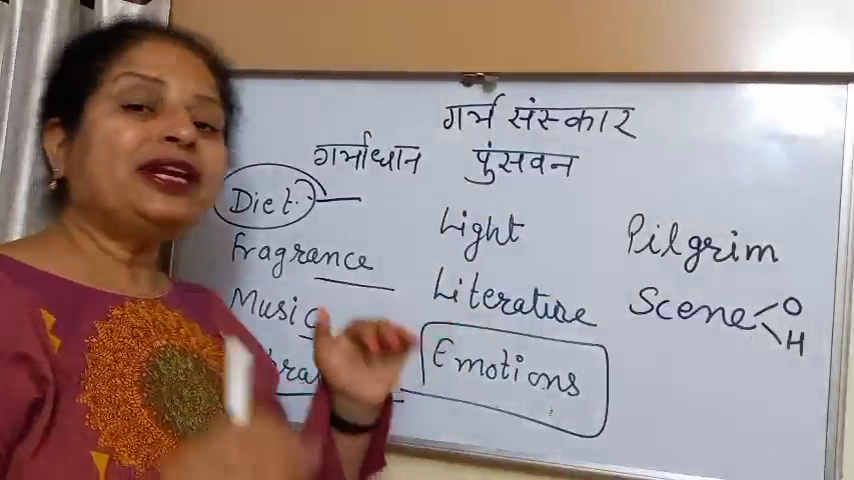 गर्भ संस्कार
गर्भाधान पुंसवन
Diet
Fragrance
Music
Light
Literature
Emotions
Pilgrim
Scene
O
H